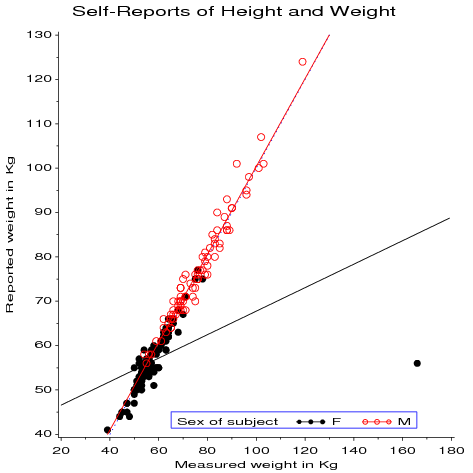 Self-Reports of Height and Weight
130
120
110
100
90
80
70
60
50
40
Reported weight in Kg
Sex of subject F M
20 40 60 80 100 120 140 160 180
Measured weight in Kg